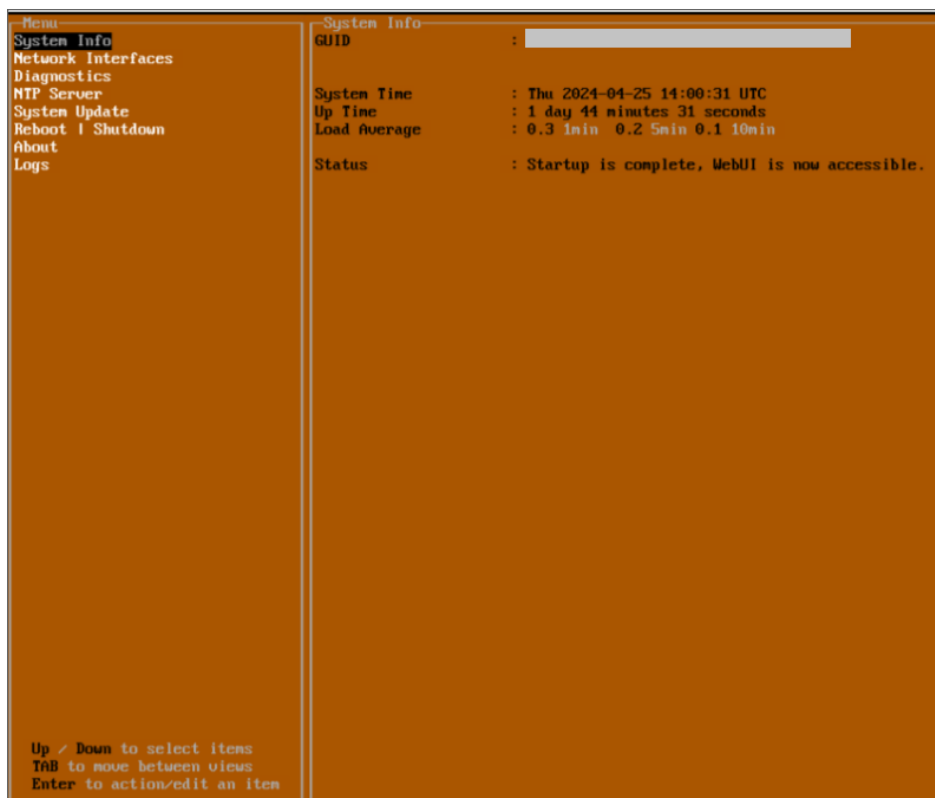 Menu
System Info
Network Interfaces
Diagnostics
NTP Server
System Update
Reboot | Shutdown
About
Logs
Up / Down to select items
TAB to move between views
Enter to action/edit an item
System Info
GUID :
System Time : Thu 2024-04-25 14:00:31 UTC
Up Time : 1 day 44 minutes 31 seconds
Load Average : 0.3 1min 0.2 5min 0.1 10min
Status : Startup is complete, WebUI is now accessible.